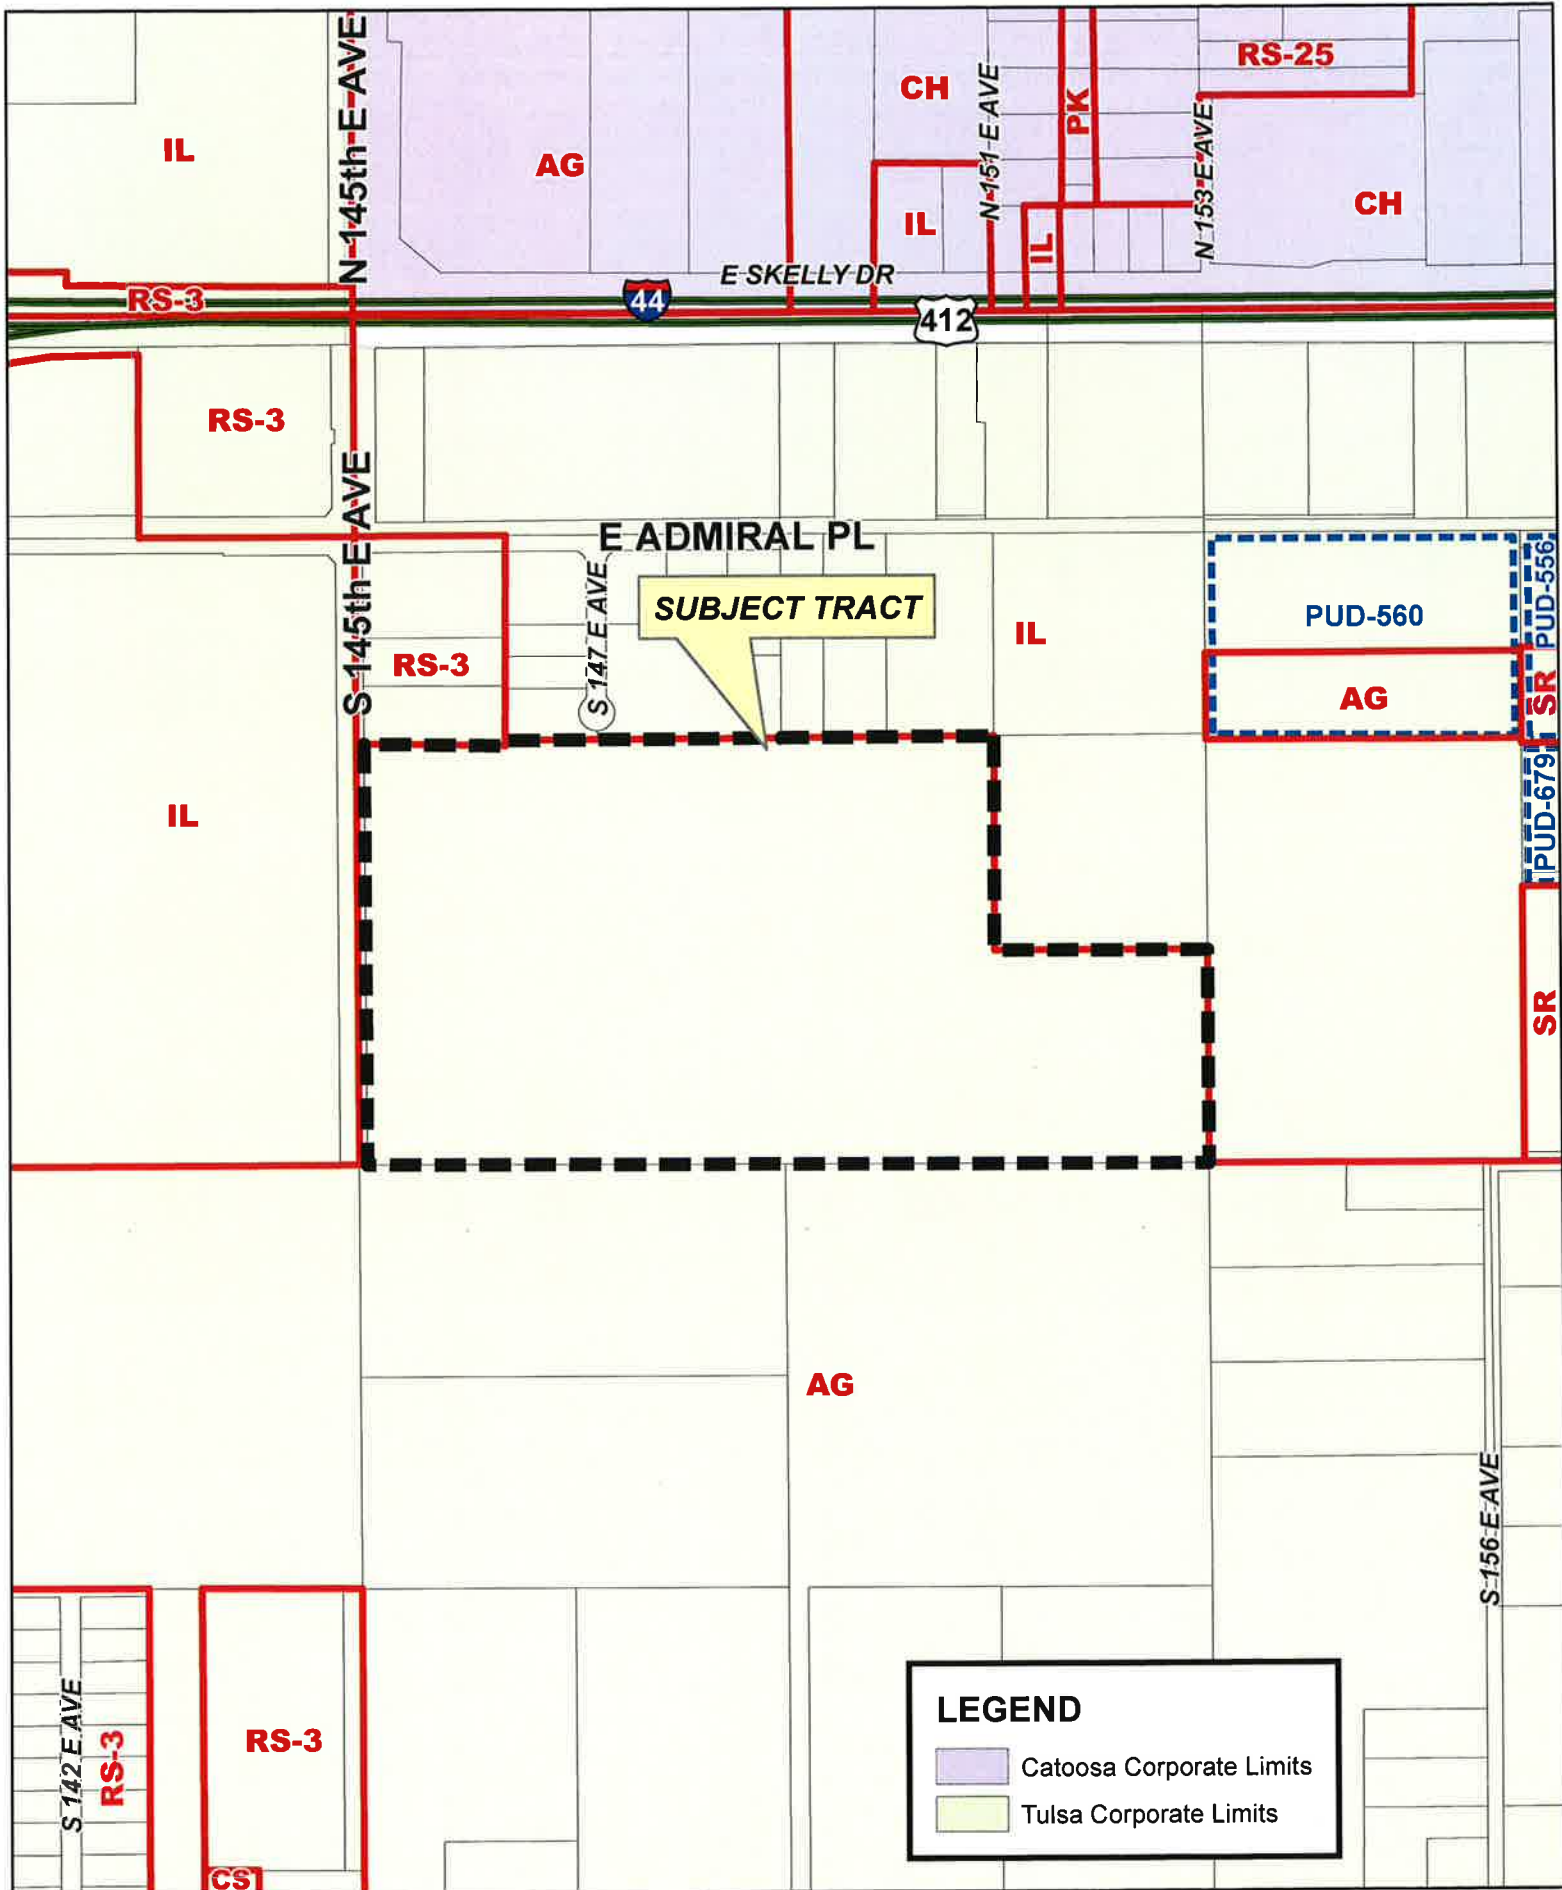 N 145th E AVE
IL
AG
CH
N 151 E AVE
PK
RS-25
N 153 E AVE
CH
IL
IL
E SKELLY DR
RS-3
44
412
RS-3
S 145th E AVE
E ADMIRAL PL
S 147 E AVE
SUBJECT TRACT
IL
PUD-560
PUD-556
RS-3
AG
SR
IL
PUD-679
SR
AG
S 156 E AVE
S 142 E AVE
RS-3
RS-3
CS
LEGEND
Catoosa Corporate Limits
Tulsa Corporate Limits